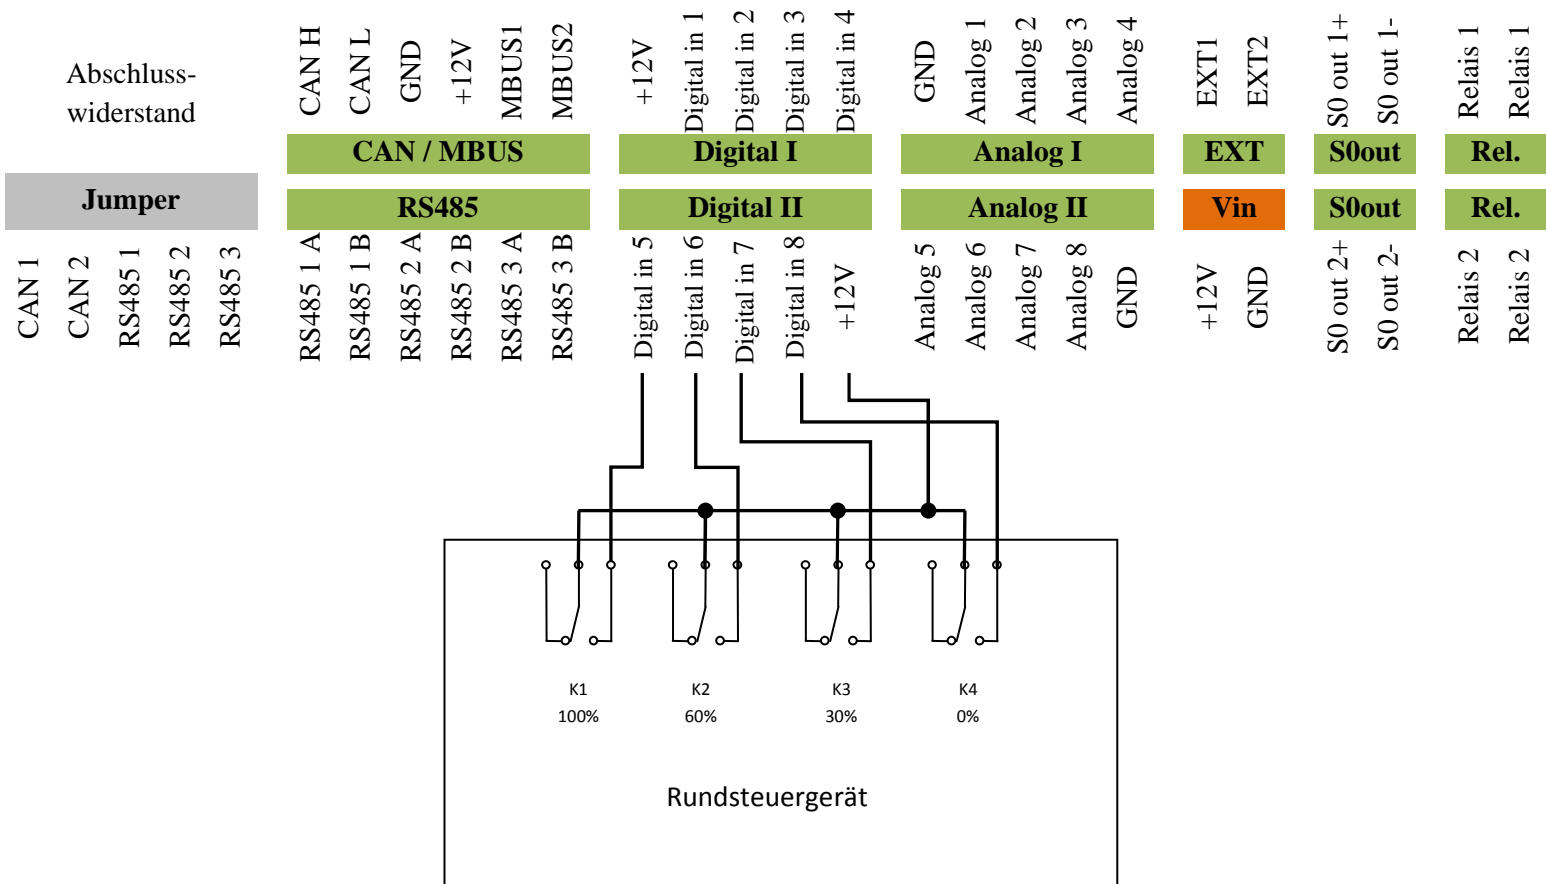 Abschluss-
widerstand
CAN H
CAN L
GND
+12V
MBUS1
MBUS2
+12V
Digital in 1
Digital in 2
Digital in 3
Digital in 4
GND
Analog 1
Analog 2
Analog 3
Analog 4
EXT1
EXT2
S0 out 1+
S0 out 1-
Relais 1
Relais 1
CAN / MBUS
Digital I
Analog I
EXT
S0out
Rel.
Jumper
RS485
Digital II
Analog II
Vin
S0out
Rel.
CAN 1
CAN 2
RS485 1
RS485 2
RS485 3
RS485 1 A
RS485 1 B
RS485 2 A
RS485 2 B
RS485 3 A
RS485 3 B
Digital in 5
Digital in 6
Digital in 7
Digital in 8
+12V
Analog 5
Analog 6
Analog 7
Analog 8
GND
+12V
GND
S0 out 2+
S0 out 2-
Relais 2
Relais 2
K1
100%
K2
60%
K3
30%
K4
0%
Rundsteuergerät